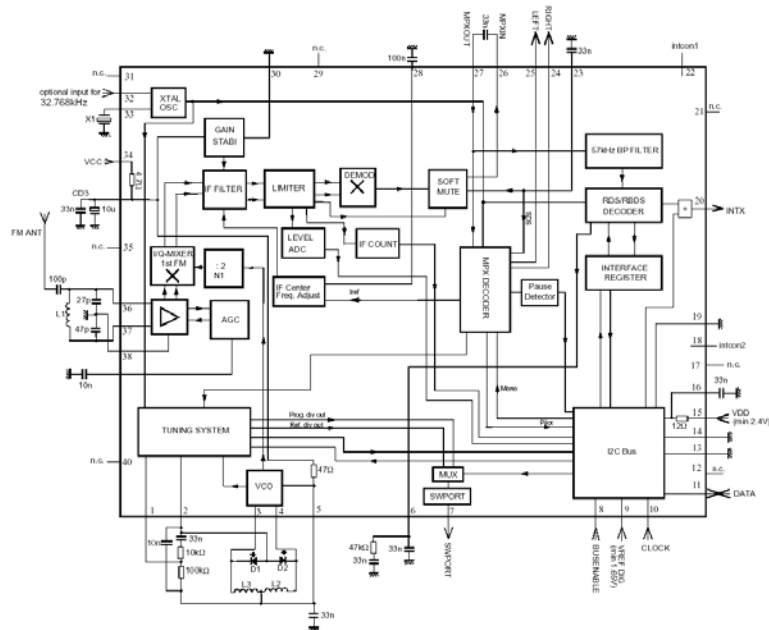 MPXOUT
33n
MPXIN
LEFT
RIGHT
33n
intcon1
n.c.
100n
n.c.
31
30
29
28
27
26
25
24
23
22
optional input for
32.768kHz
32
33
X1
XTAL
OSC
21
n.c.
GAIN
STABI
57kHz BP FILTER
34
VCC
4.7Ω
CD3
33n
10u
IF FILTER
LIMITER
DEMOD
SOFT
MUTE
RDS/RBDS
DECODER
20
INTX
SDS
FM ANT
n.c.
35
I/Q-MIXER
1st FM
: 2
N1
LEVEL
ADC
IF COUNT
MPX DECODER
INTERFACE
REGISTER
IF Center
Freq. Adjust
Iref
Pause
Detector
100p
36
27p
L1
47p
37
38
AGC
10n
19
18
intcon2
17
n.c.
16
33n
Mono
Pilot
TUNING SYSTEM
Prog. div out
Ref. div out
I2C Bus
15
12Ω
VDD
(min 2.4V)
14
13
n.c.
40
47Ω
VCO
MUX
SWPORT
12
n.c.
11
DATA
1
2
3
4
5
6
7
8
9
10
10n
33n
10kΩ
100kΩ
D1
D2
L3
L2
33n
47kΩ
33n
33n
SWPORT
BUSENABLE
VREF DIG
(min 1.65V)
CLOCK